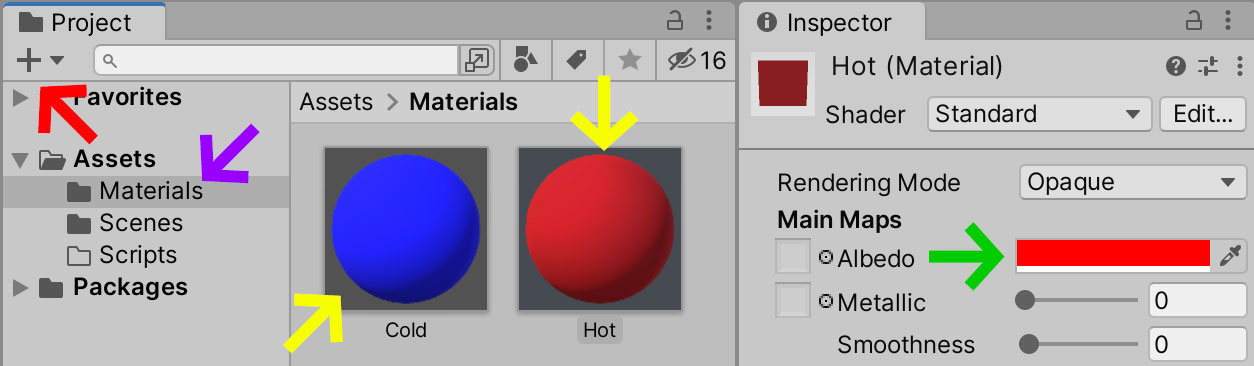 Project
16
Favorites
Assets
Materials
Scenes
Scripts
Packages
Assets > Materials
Cold
Hot
Inspector
Hot (Material)
Shader Standard Edit...
Rendering Mode Opaque
Main Maps
Albedo
Metallic 0
Smoothness 0